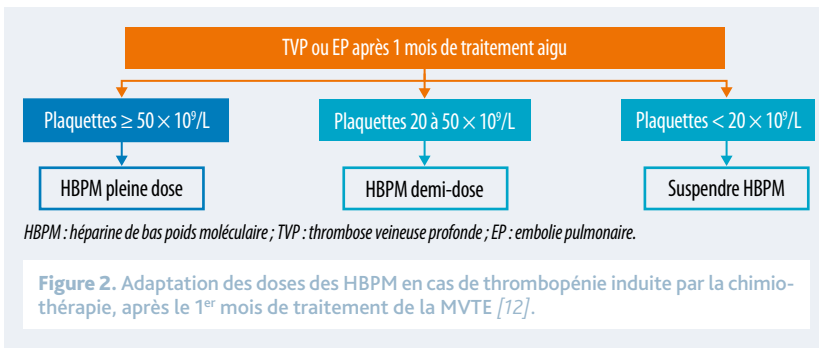 TVP ou EP après 1 mois de traitement aigu
Plaquettes ≥ 50 × 10⁹/L
Plaquettes 20 à 50 × 10⁹/L
Plaquettes < 20 × 10⁹/L
HBPM pleine dose
HBPM demi-dose
Suspendre HBPM
HBPM : héparine de bas poids moléculaire ; TVP : thrombose veineuse profonde ; EP : embolie pulmonaire.
Figure 2. Adaptation des doses des HBPM en cas de thrombopénie induite par la chimio-
thérapie, après le 1er mois de traitement de la MVTE [12].